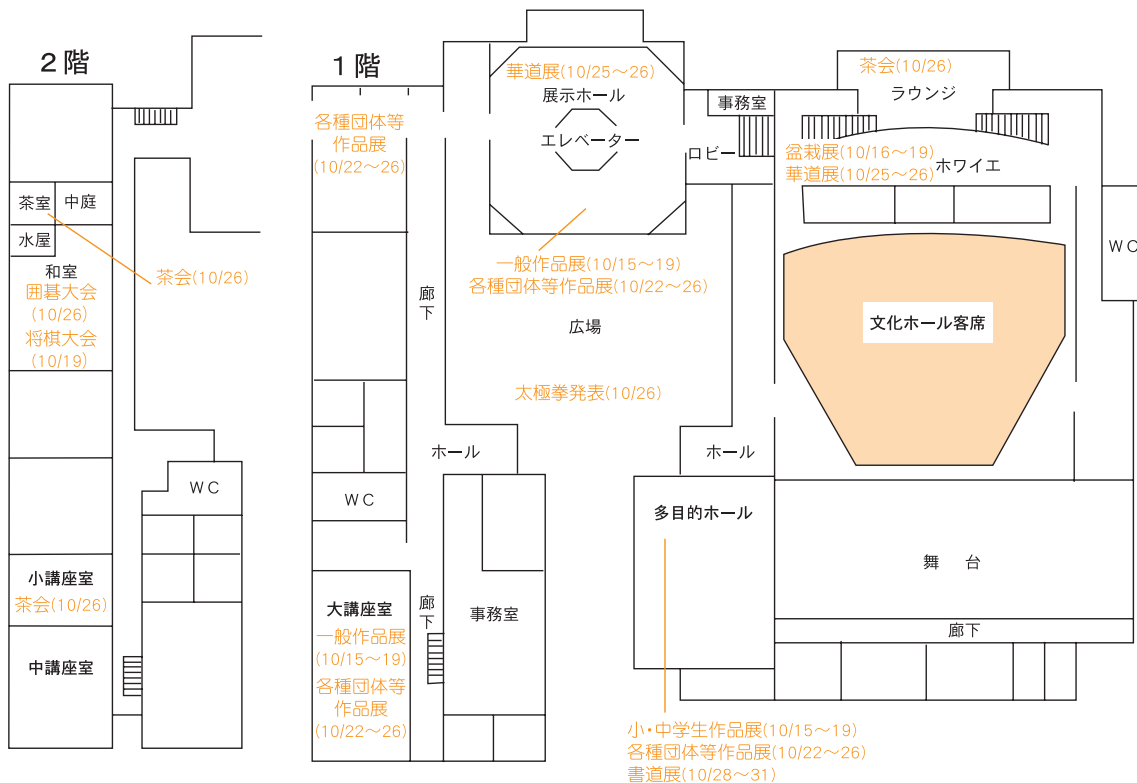 2階
茶室
中庭
水屋
和室
囲碁大会
(10/26)
将棋大会
(10/19)
茶会(10/26)
WC
小講座室
茶会(10/26)
中講座室
1階
各種団体等
作品展
(10/22～26)
廊下
WC
ホール
大講座室
一般作品展
(10/15～19)
各種団体等
作品展
(10/22～26)
廊下
事務室
華道展(10/25～26)
展示ホール
エレベーター
ロビー
事務室
一般作品展(10/15～19)
各種団体等作品展(10/22～26)
広場
太極拳発表(10/26)
茶会(10/26)
ラウンジ
盆栽展(10/16～19)
ホワイエ
華道展(10/25～26)
WC
文化ホール客席
ホール
多目的ホール
舞台
廊下
小・中学生作品展(10/15～19)
各種団体等作品展(10/22～26)
書道展(10/28～31)